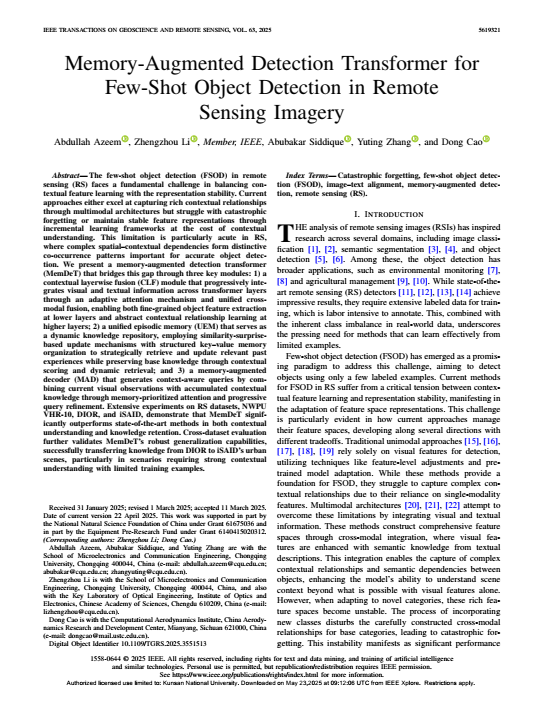 IEEE TRANSACTIONS ON GEOSCIENCE AND REMOTE SENSING, VOL. 63, 2025
5619321
Memory-Augmented Detection Transformer for
Few-Shot Object Detection in Remote
Sensing Imagery
Abdullah Azeem, Zhengzhou Li, Member, IEEE, Abubakar Siddique, Yuting Zhang, and Dong Cao
Abstract—The few-shot object detection (FSOD) in remote
sensing (RS) faces a fundamental challenge in balancing con-
textual feature learning with the representation stability. Current
approaches either excel at capturing rich contextual relationships
through multimodal architectures but struggle with catastrophic
forgetting or maintain stable feature representations through
incremental learning frameworks at the cost of contextual
understanding. This limitation is particularly acute in RS,
where complex spatial–contextual dependencies form distinctive
co-occurrence patterns important for accurate object detec-
tion. We present a memory-augmented detection transformer
(MemDeT) that bridges this gap through three key modules: 1) a
contextual layerwise fusion (CLF) module that progressively inte-
grates visual and textual information across transformer layers
through an adaptive attention mechanism and unified cross-
modal fusion, enabling both fine-grained object feature extraction
at lower layers and abstract contextual relationship learning at
higher layers; 2) a unified episodic memory (UEM) that serves as
a dynamic knowledge repository, employing similarity-surprise-
based update mechanisms with structured key–value memory
organization to strategically retrieve and update relevant past
experiences while preserving base knowledge through contextual
scoring and dynamic retrieval; and 3) a memory-augmented
decoder (MAD) that generates context-aware queries by com-
bining current visual observations with accumulated contextual
knowledge through memory-prioritized attention and progressive
query refinement. Extensive experiments on RS datasets, NWPU
VHR-10, DIOR, and iSAID, demonstrate that MemDeT signif-
icantly outperforms state-of-the-art methods in both contextual
understanding and knowledge retention. Cross-dataset evaluation
further validates MemDeT's robust generalization capabilities,
successfully transferring knowledge from DIOR to iSAID's urban
scenes, particularly in scenarios requiring strong contextual
understanding with limited training examples.
Received 31 January 2025; revised 1 March 2025; accepted 11 March 2025.
Date of current version 22 April 2025. This work was supported in part by
the National Natural Science Foundation of China under Grant 61675036 and
in part by the Equipment Pre-Research Fund under Grant 6140415020312.
(Corresponding authors: Zhengzhou Li; Dong Cao.)
Abdullah Azeem, Abubakar Siddique, and Yuting Zhang are with the
School of Microelectronics and Communication Engineering, Chongqing
University, Chongqing 400044, China (e-mail: abdullah.azeem@cqu.edu.cn;
abubakar@cqu.edu.cn; zhangyuting@cqu.edu.cn).
Zhengzhou Li is with the School of Microelectronics and Communication
Engineering, Chongqing University, Chongqing 400044, China, and also
with the Key Laboratory of Optical Engineering, Institute of Optics and
Electronics, Chinese Academy of Sciences, Chengdu 610209, China (e-mail:
lizhengzhou@cqu.edu.cn).
Dong Cao is with the Computational Aerodynamics Institute, China Aerody-
namics Research and Development Center, Mianyang, Sichuan 621000, China
(e-mail: dongcao@mail.ustc.edu.cn).
Digital Object Identifier 10.1109/TGRS.2025.3551513
Index Terms—Catastrophic forgetting, few-shot object detec-
tion (FSOD), image–text alignment, memory-augmented detec-
tion, remote sensing (RS).
I. INTRODUCTION
THE analysis of remote sensing images (RSIs) has inspired
research across several domains, including image classi-
fication [1], [2], semantic segmentation [3], [4], and object
detection [5], [6]. Among these, the object detection has
broader applications, such as environmental monitoring [7],
[8] and agricultural management [9], [10]. While state-of-the-
art remote sensing (RS) detectors [11], [12], [13], [14] achieve
impressive results, they require extensive labeled data for train-
ing, which is labor intensive to annotate. This, combined with
the inherent class imbalance in real-world data, underscores
the pressing need for methods that can learn effectively from
limited examples.
Few-shot object detection (FSOD) has emerged as a promis-
ing paradigm to address this challenge, aiming to detect
objects using only a few labeled examples. Current methods
for FSOD in RS suffer from a critical tension between contex-
tual feature learning and representation stability, manifesting in
the adaptation of feature space representations. This challenge
is particularly evident in how current approaches manage
their feature spaces, developing along several directions with
different tradeoffs. Traditional unimodal approaches [15], [16],
[17], [18], [19] rely solely on visual features for detection,
utilizing techniques like feature-level adjustments and pre-
trained model adaptation. While these methods provide a
foundation for FSOD, they struggle to capture complex con-
textual relationships due to their reliance on single-modality
features. Multimodal architectures [20], [21], [22] attempt to
overcome these limitations by integrating visual and textual
information. These methods construct comprehensive feature
spaces through cross-modal integration, where visual fea-
tures are enhanced with semantic knowledge from textual
descriptions. This integration enables the capture of complex
contextual relationships and semantic dependencies between
objects, enhancing the model's ability to understand scene
context beyond what is possible with visual features alone.
However, when adapting to novel categories, these rich fea-
ture spaces become unstable. The process of incorporating
new classes disturbs the carefully constructed cross-modal
relationships for base categories, leading to catastrophic for-
getting. This instability manifests as significant performance
1558-0644 © 2025 IEEE. All rights reserved, including rights for text and data mining, and training of artificial intelligence
and similar technologies. Personal use is permitted, but republication/redistribution requires IEEE permission.
See https://www.ieee.org/publications/rights/index.html for more information.
Authorized licensed use limited to: Kunsan National University. Downloaded on May 23,2025 at 09:12:06 UTC from IEEE Xplore. Restrictions apply.